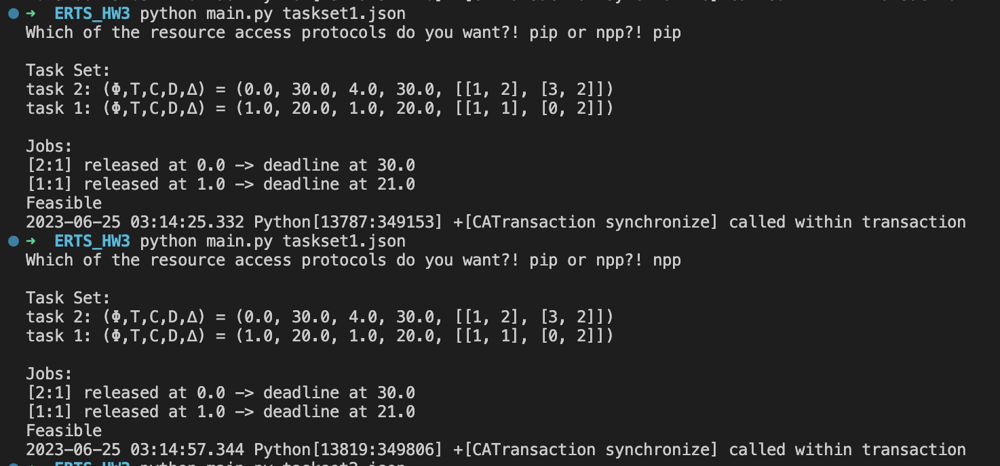 ➜ ERTS_HW3 python main.py taskset1.json
Which of the resource access protocols do you want?! pip or npp?! pip
Task Set:
task 2: (Φ,T,C,D,Δ) = (0.0, 30.0, 4.0, 30.0, [[1, 2], [3, 2]])
task 1: (Φ,T,C,D,Δ) = (1.0, 20.0, 1.0, 20.0, [[1, 1], [0, 2]])
Jobs:
[2:1] released at 0.0 -> deadline at 30.0
[1:1] released at 1.0 -> deadline at 21.0
Feasible
2023-06-25 03:14:25.332 Python[13787:349153] +[CATransaction synchronize] called within transaction
➜ ERTS_HW3 python main.py taskset1.json
Which of the resource access protocols do you want?! pip or npp?! npp
Task Set:
task 2: (Φ,T,C,D,Δ) = (0.0, 30.0, 4.0, 30.0, [[1, 2], [3, 2]])
task 1: (Φ,T,C,D,Δ) = (1.0, 20.0, 1.0, 20.0, [[1, 1], [0, 2]])
Jobs:
[2:1] released at 0.0 -> deadline at 30.0
[1:1] released at 1.0 -> deadline at 21.0
Feasible
2023-06-25 03:14:57.344 Python[13819:349806] +[CATransaction synchronize] called within transaction
ERTS_HW3 python main.py